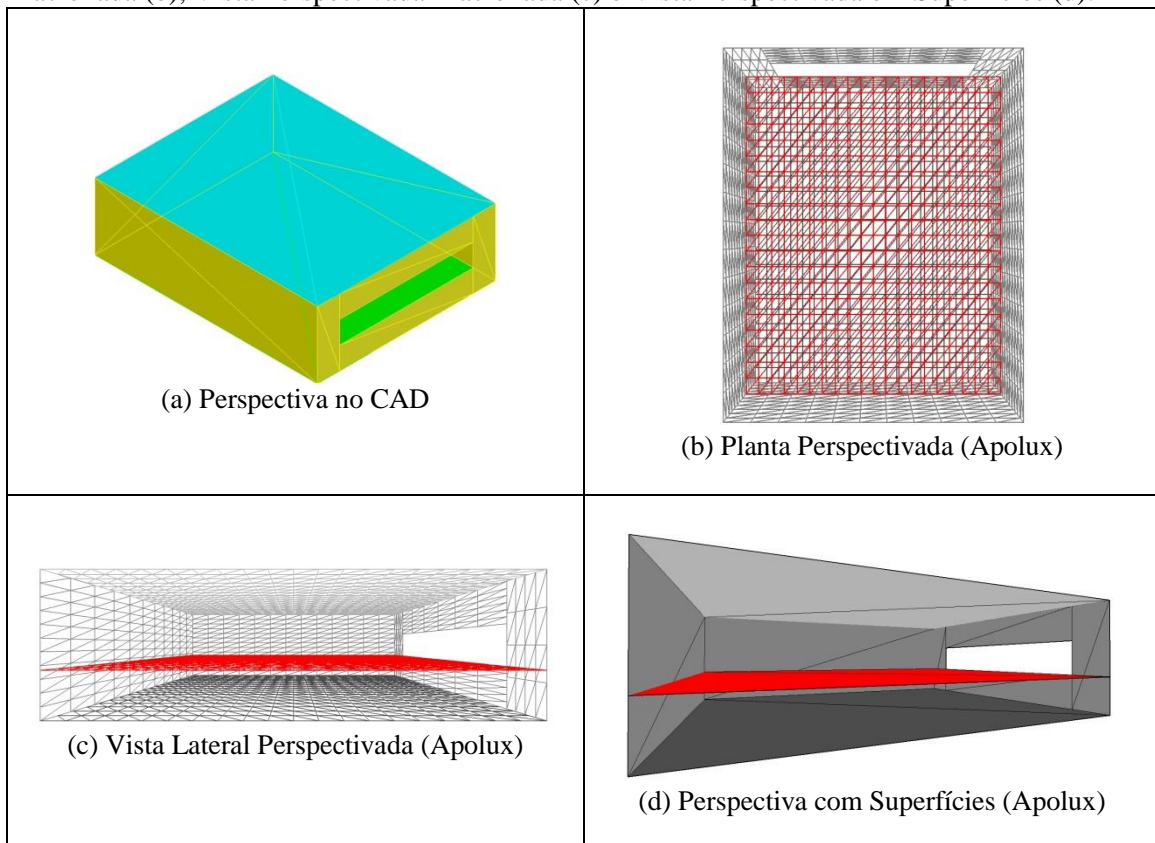 (a) Perspectiva no CAD
(b) Planta Perspectivada (Apolux)
(c) Vista Lateral Perspectivada (Apolux)
(d) Perspectiva com Superfícies (Apolux)